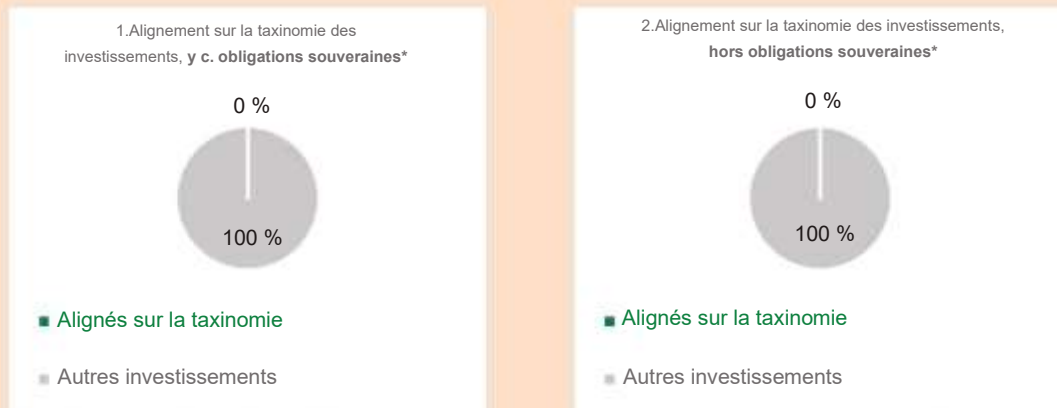 1.Alignement sur la taxinomie des
investissements, y c. obligations souveraines*
0 %
100 %
Alignés sur la taxinomie
Autres investissements
2.Alignement sur la taxinomie des investissements,
hors obligations souveraines*
0 %
100 %
Alignés sur la taxinomie
Autres investissements